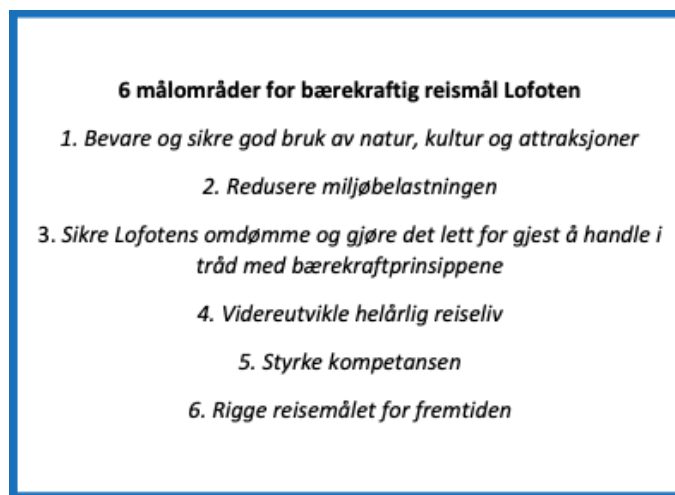 6 målområder for bærekraftig reismål Lofoten
1. Bevare og sikre god bruk av natur, kultur og attraksjoner
2. Redusere miljøbelastningen
3. Sikre Lofotens omdømme og gjøre det lett for gjest å handle i
tråd med bærekraftprinsippene
4. Videreutvikle helårlig reiseliv
5. Styrke kompetansen
6. Rigge reisemålet for fremtiden